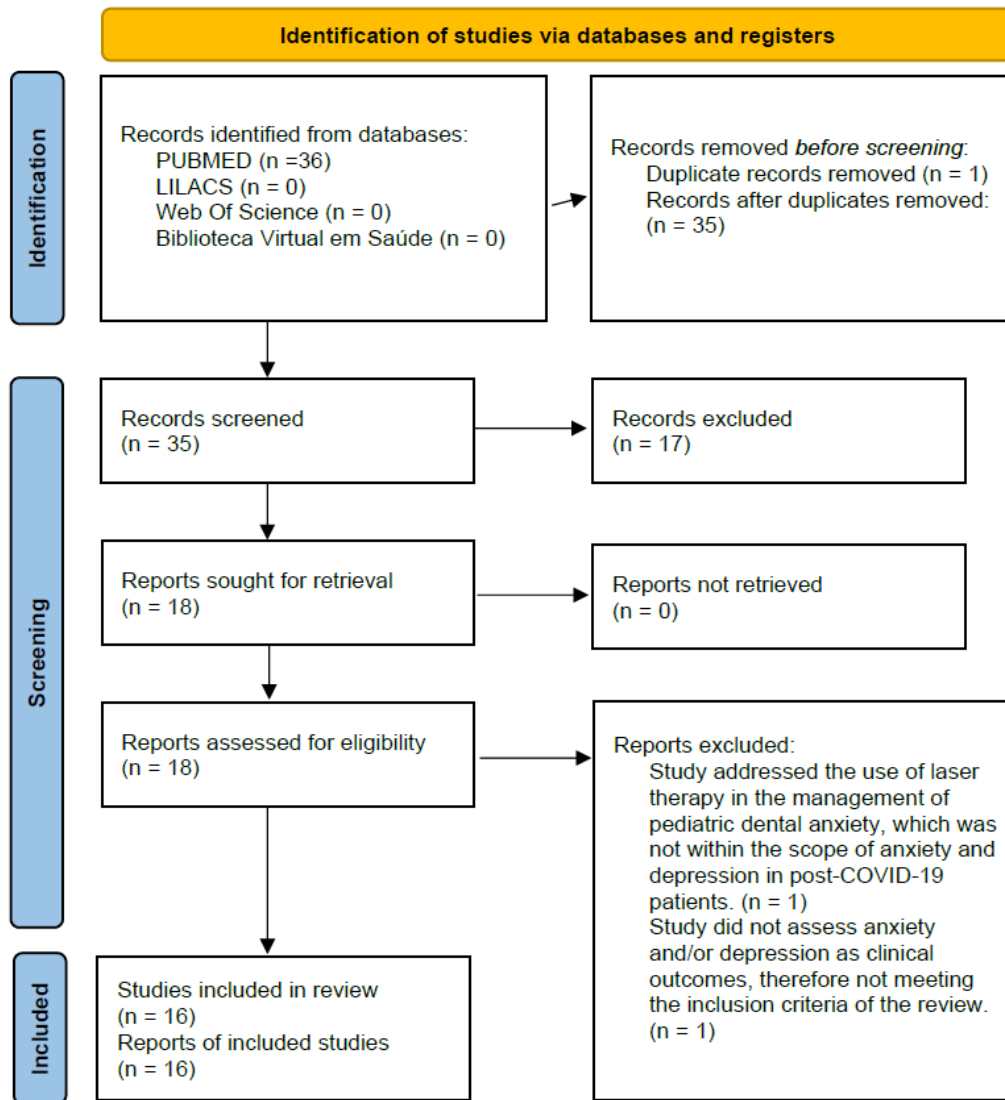 Identification of studies via databases and registers
Identification
Records identified from databases:
PUBMED (n =36)
LILACS (n = 0)
Web Of Science (n = 0)
Biblioteca Virtual em Saúde (n = 0)
Records removed before screening:
Duplicate records removed (n = 1)
Records after duplicates removed:
(n = 35)
Screening
Records screened
(n = 35)
Records excluded
(n = 17)
Reports sought for retrieval
(n = 18)
Reports not retrieved
(n = 0)
Reports assessed for eligibility
(n = 18)
Reports excluded:
Study addressed the use of laser
therapy in the management of
pediatric dental anxiety, which was
not within the scope of anxiety and
depression in post-COVID-19
patients. (n = 1)
Study did not assess anxiety
and/or depression as clinical
outcomes, therefore not meeting
the inclusion criteria of the review.
(n = 1)
Included
Studies included in review
(n = 16)
Reports of included studies
(n = 16)